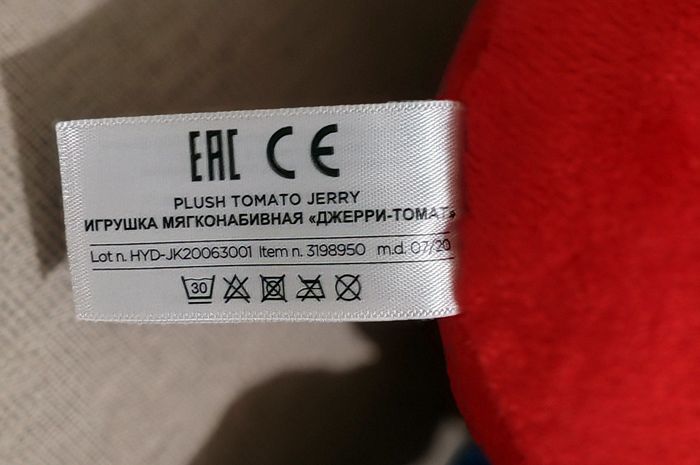 EAC CE
PLUSH TOMATO JERRY
ИГРУШКА МЯГКОНАБИВНАЯ «ДЖЕРРИ-ТОМАТ»
Lot n. HYD-JK20063001 Item n. 3198950 m.d. 07/20
30